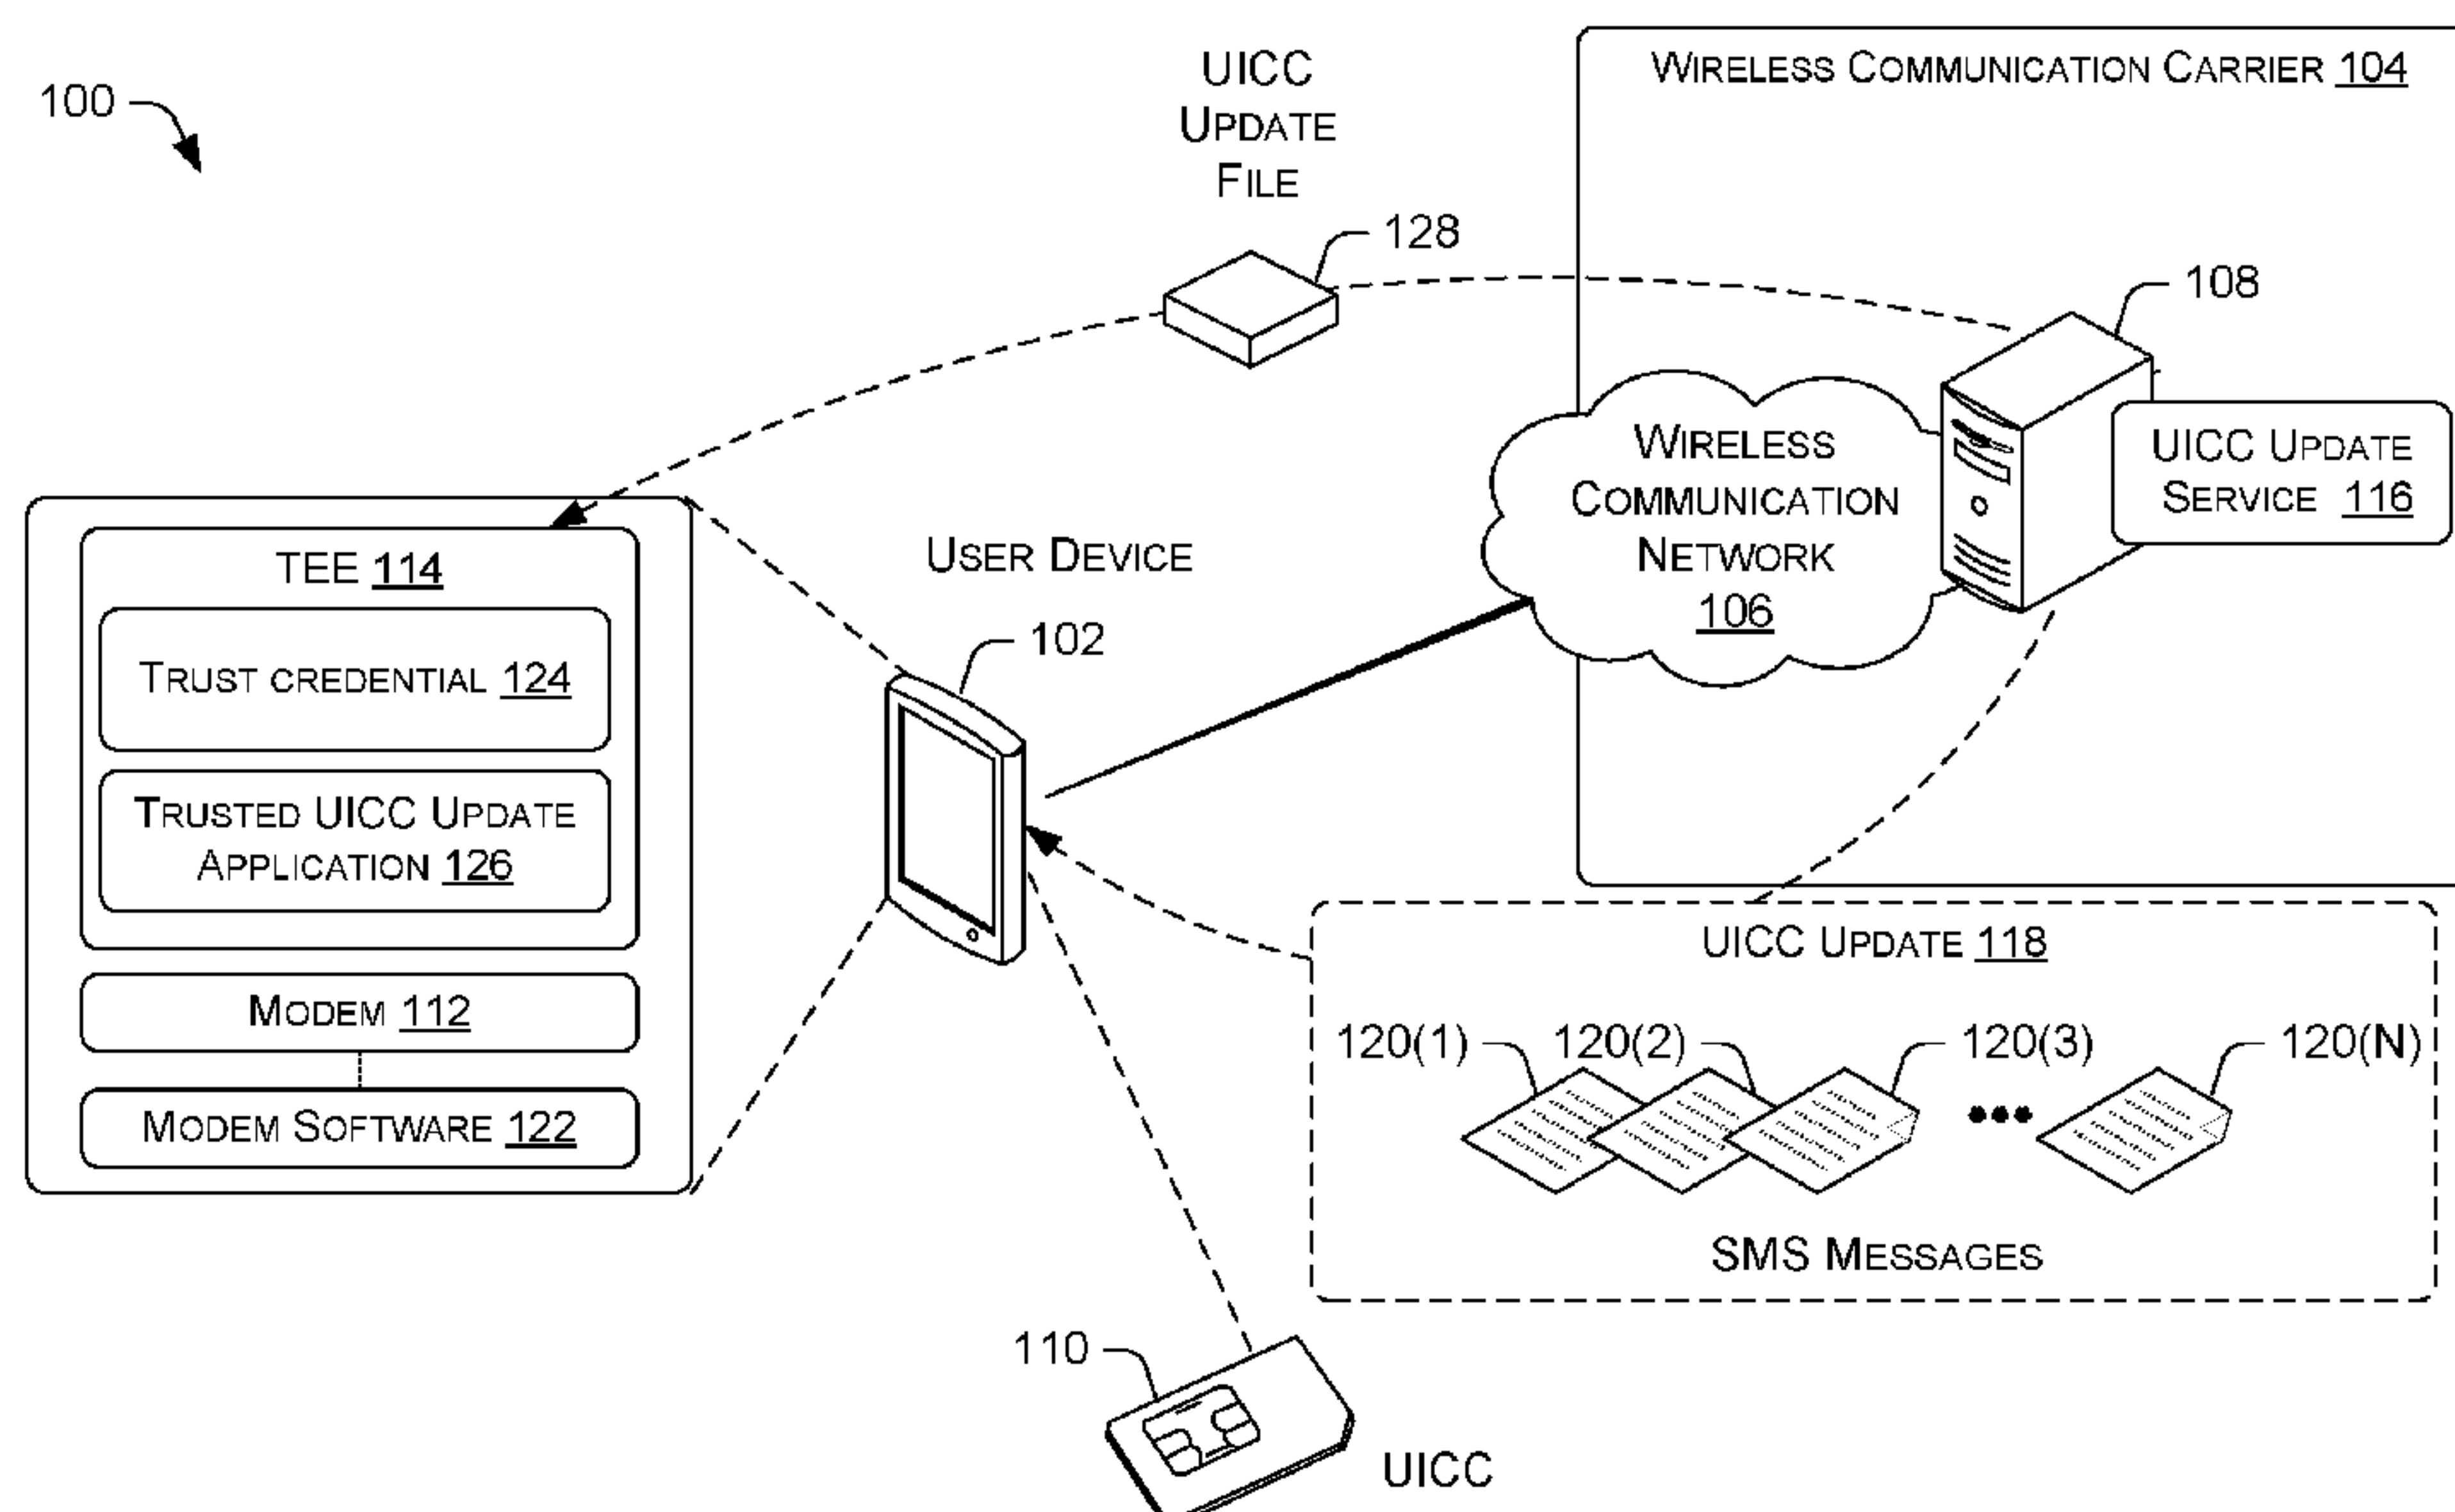 100
UICC
UPDATE
FILE
128
WIRELESS COMMUNICATION CARRIER 104
108
WIRELESS
COMMUNICATION
NETWORK
106
UICC UPDATE
SERVICE 116
TEE 114
TRUST CREDENTIAL 124
TRUSTED UICC UPDATE
APPLICATION 126
MODEM 112
MODEM SOFTWARE 122
USER DEVICE
102
UICC UPDATE 118
120(1) 120(2) 120(3) 120(N)
SMS MESSAGES
110
UICC